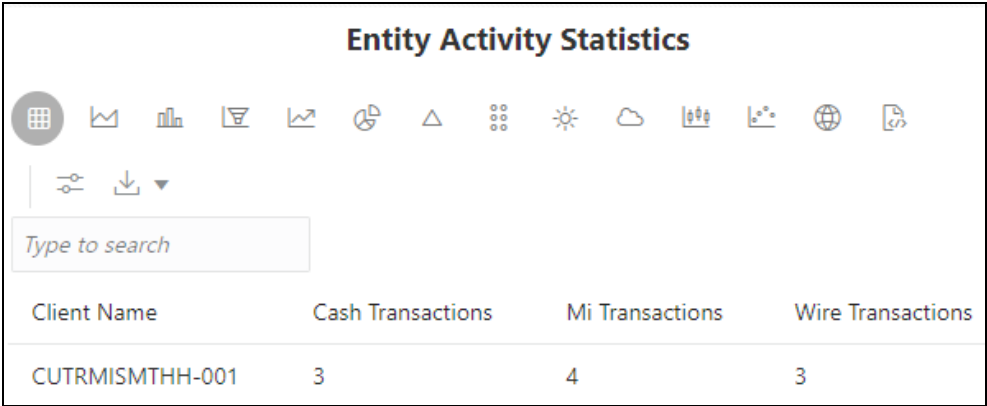 Entity Activity Statistics
Type to search
Client Name Cash Transactions Mi Transactions Wire Transactions
CUTRMISMTHH-001 3 4 3